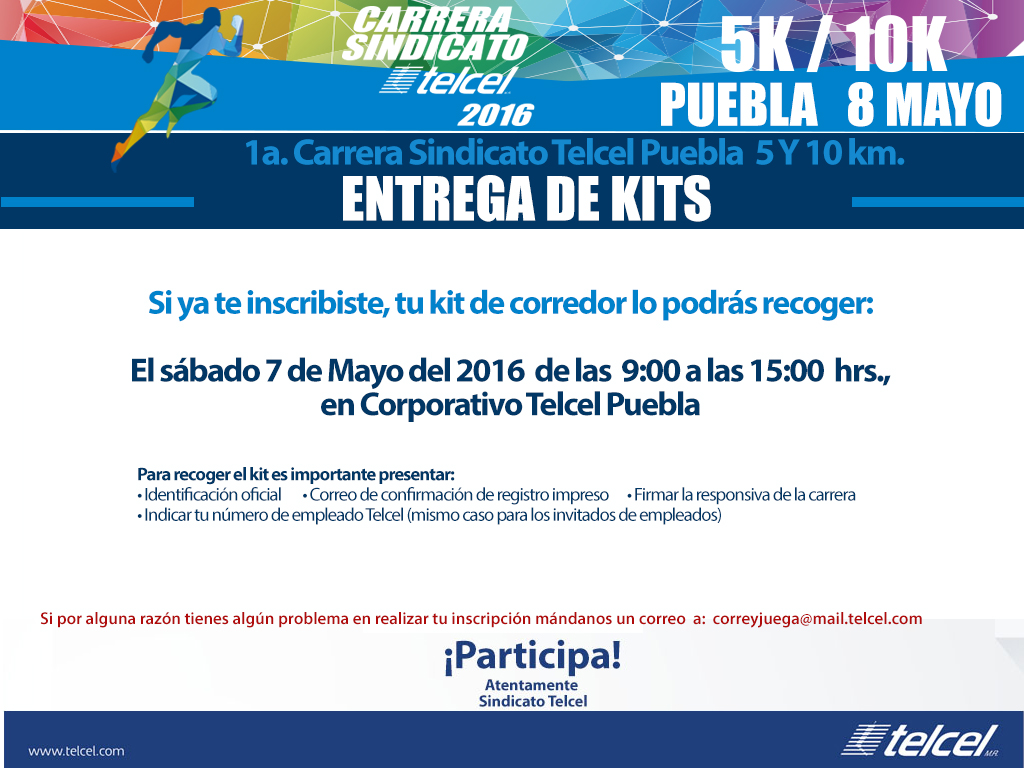 CARRERA
SINDICATO
telcel
2016
5K / 10K
PUEBLA 8 MAYO
1a. Carrera Sindicato Telcel Puebla 5 Y 10 km.
ENTREGA DE KITS
Si ya te inscribiste, tu kit de corredor lo podrás recoger:
El sábado 7 de Mayo del 2016 de las 9:00 a las 15:00 hrs.,
en Corporativo Telcel Puebla
Para recoger el kit es importante presentar:
• Identificación oficial • Correo de confirmación de registro impreso • Firmar la responsiva de la carrera
• Indicar tu número de empleado Telcel (mismo caso para los invitados de empleados)
Si por alguna razón tienes algún problema en realizar tu inscripción mándanos un correo a: correyjuega@mail.telcel.com
¡Participa!
Atentamente
Sindicato Telcel
www.telcel.com
telcel MR